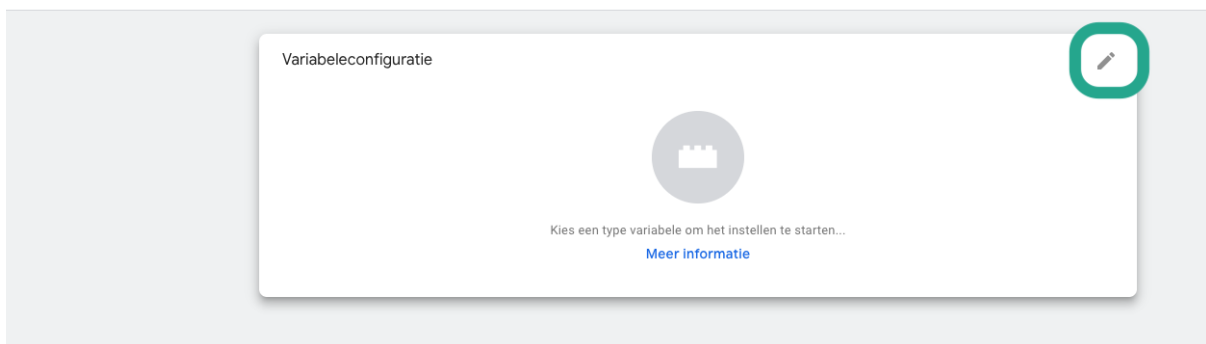 Variabeleconfiguratie
Kies een type variabele om het instellen te starten...
Meer informatie